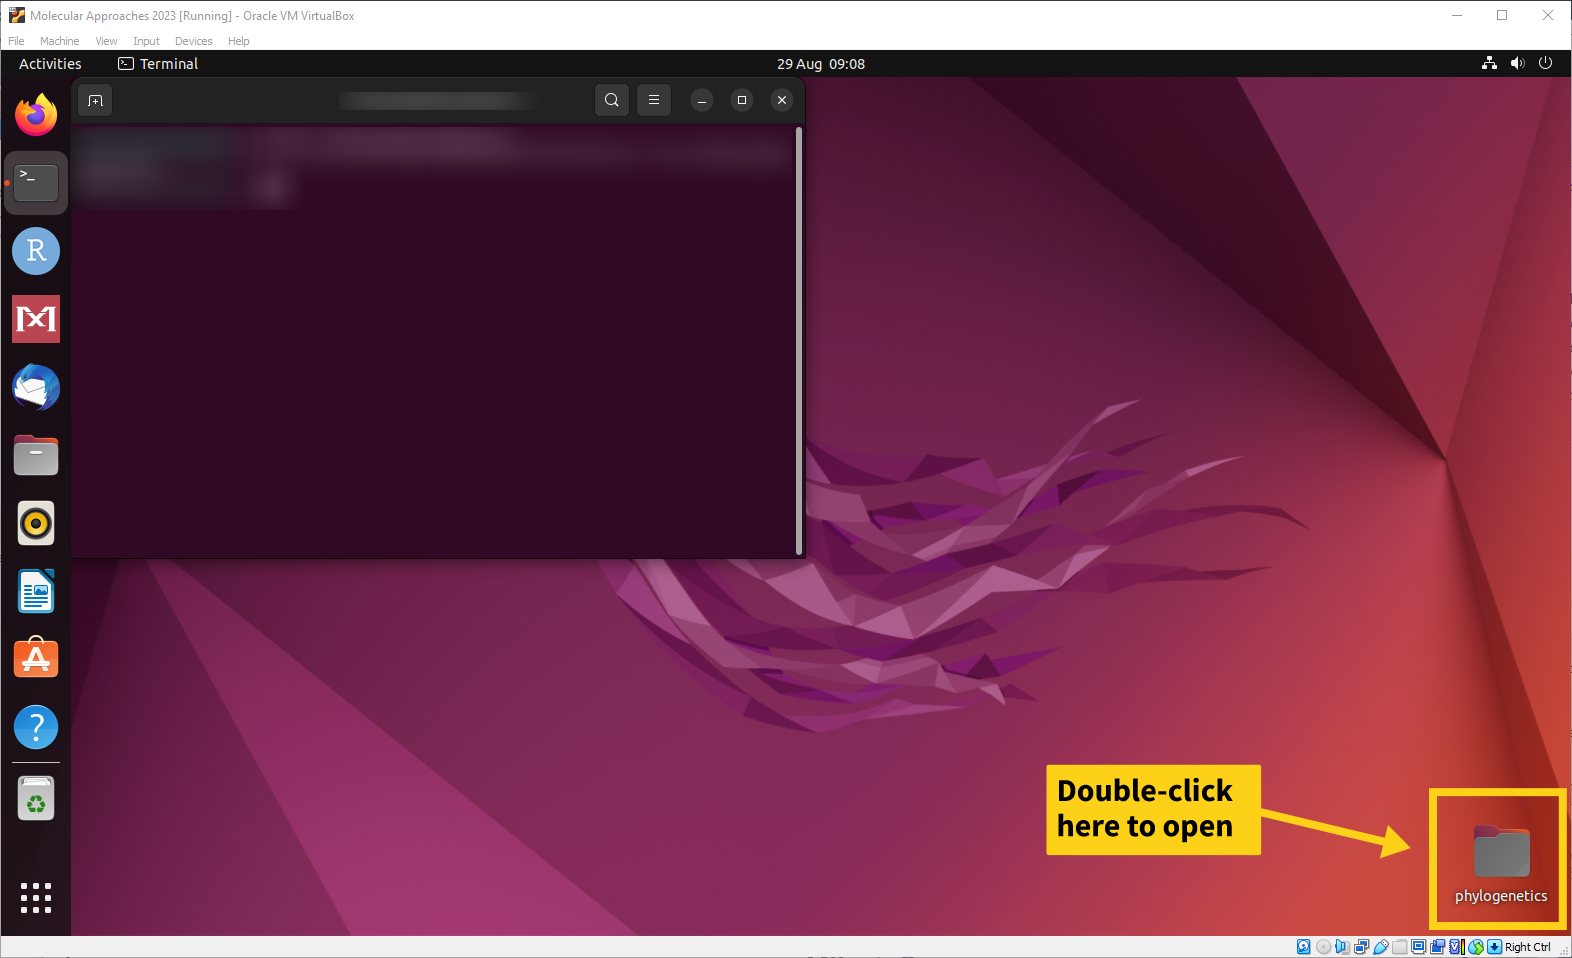 Molecular Approaches 2023 [Running] - Oracle VM VirtualBox
File Machine View Input Devices Help
Activities Terminal 29 Aug 09:08
>_
R
M
?
Double-click
here to open
phylogenetics
Right Ctrl